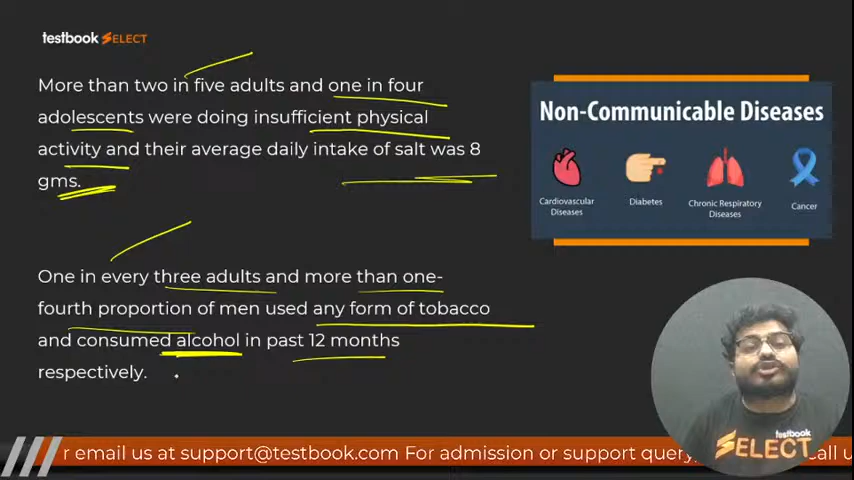 testbook SELECT
More than two in five adults and one in four
adolescents were doing insufficient physical
activity and their average daily intake of salt was 8
gms.
Non-Communicable Diseases
Cardiovascular
Diseases
Diabetes
Chronic Respiratory
Diseases
Cancer
One in every three adults and more than one-
fourth proportion of men used any form of tobacco
and consumed alcohol in past 12 months
respectively.
testbook
SELECT
r email us at support@testbook.com For admission or support query, call u